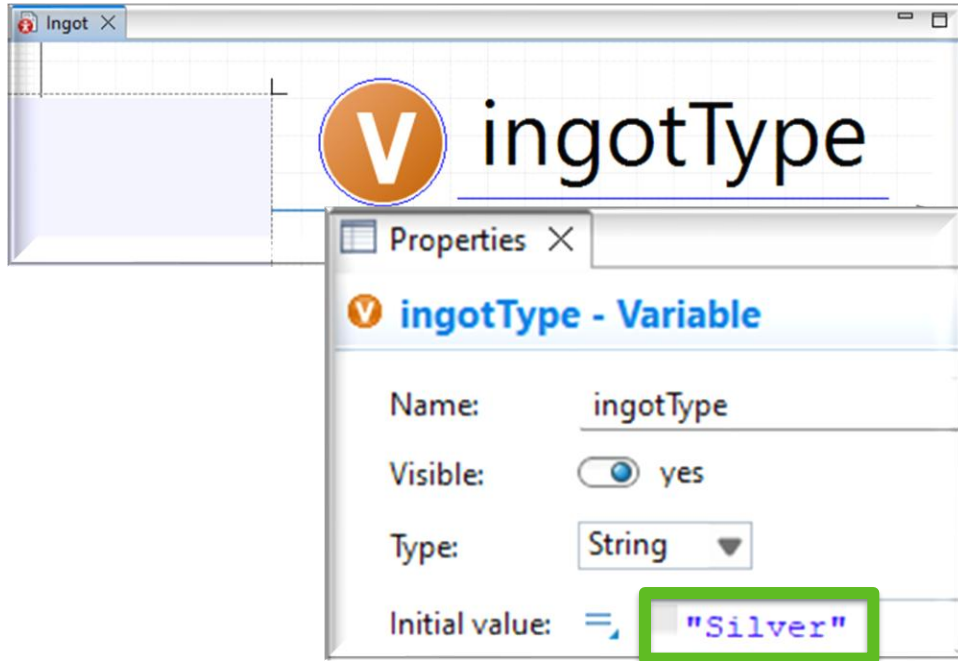 Ingot
V ingotType
Properties
V ingotType - Variable
Name: ingotType
Visible: yes
Type: String
Initial value: "Silver"